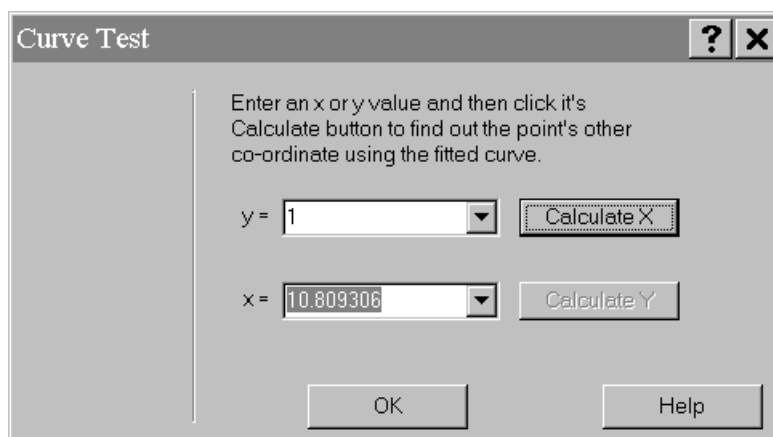 Curve Test
Enter an x or y value and then click it's
Calculate button to find out the point's other
co-ordinate using the fitted curve.
y = 1 Calculate X
x = 10.809306 Calculate Y
OK Help